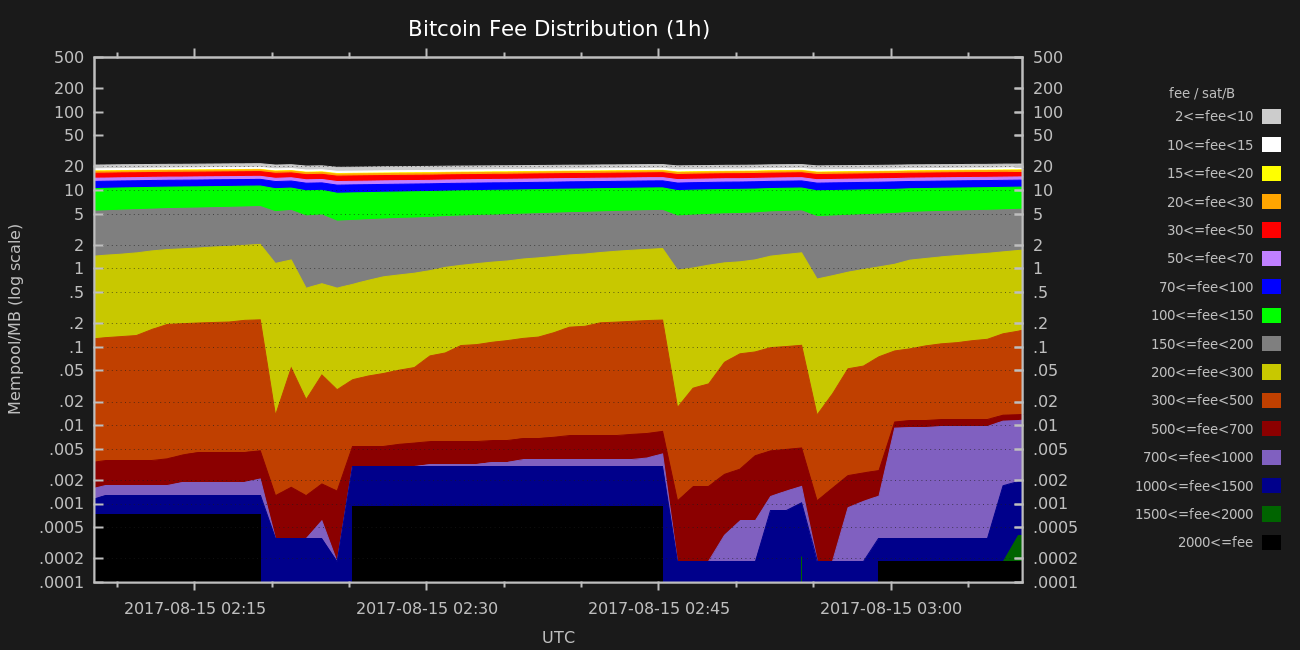 Bitcoin Fee Distribution (1h)
500
200
100
50
20
10
5
2
1
.5
.2
.1
.05
.02
.01
.005
.002
.001
.0005
.0002
.0001
Mempool/MB (log scale)
500
200
100
50
20
10
5
2
1
.5
.2
.1
.05
.02
.01
.005
.002
.001
.0005
.0002
.0001
2017-08-15 02:15
2017-08-15 02:30
2017-08-15 02:45
2017-08-15 03:00
UTC
fee / sat/B
2<=fee<10
10<=fee<15
15<=fee<20
20<=fee<30
30<=fee<50
50<=fee<70
70<=fee<100
100<=fee<150
150<=fee<200
200<=fee<300
300<=fee<500
500<=fee<700
700<=fee<1000
1000<=fee<1500
1500<=fee<2000
2000<=fee